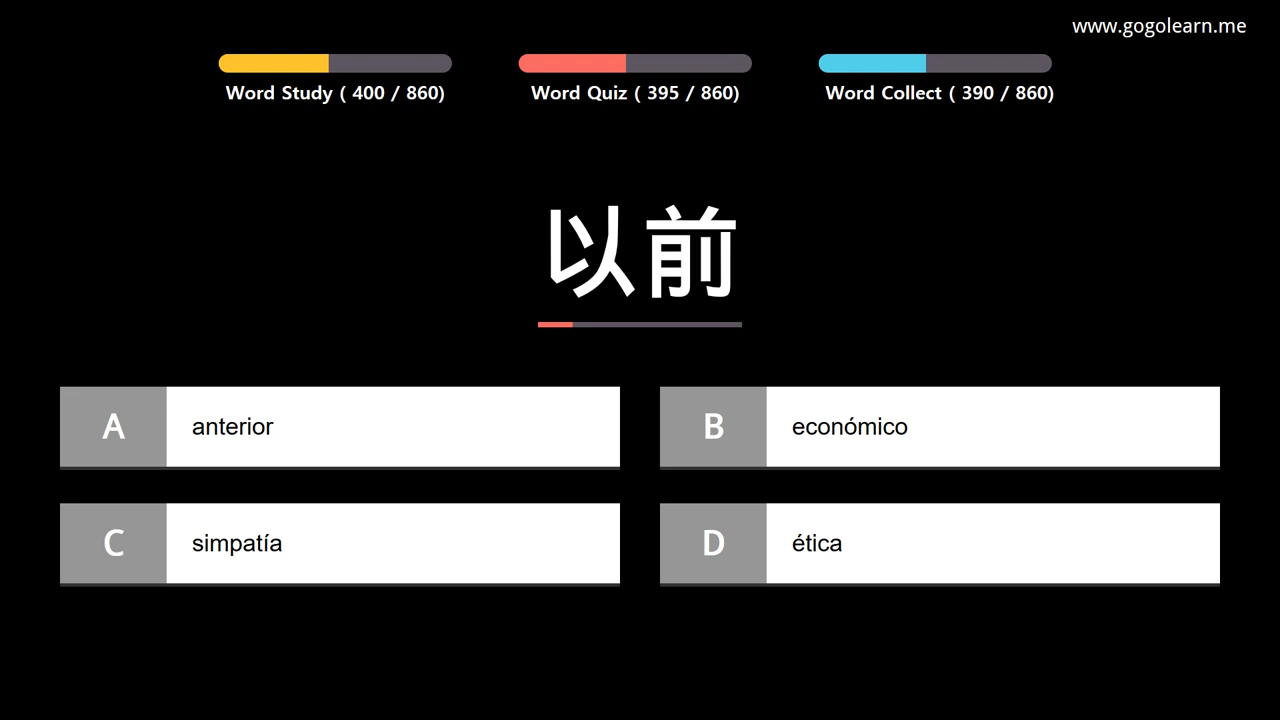 www.gogolearn.me
Word Study ( 400 / 860)
Word Quiz ( 395 / 860)
Word Collect ( 390 / 860)
以前
A anterior
B económico
C simpatía
D ética